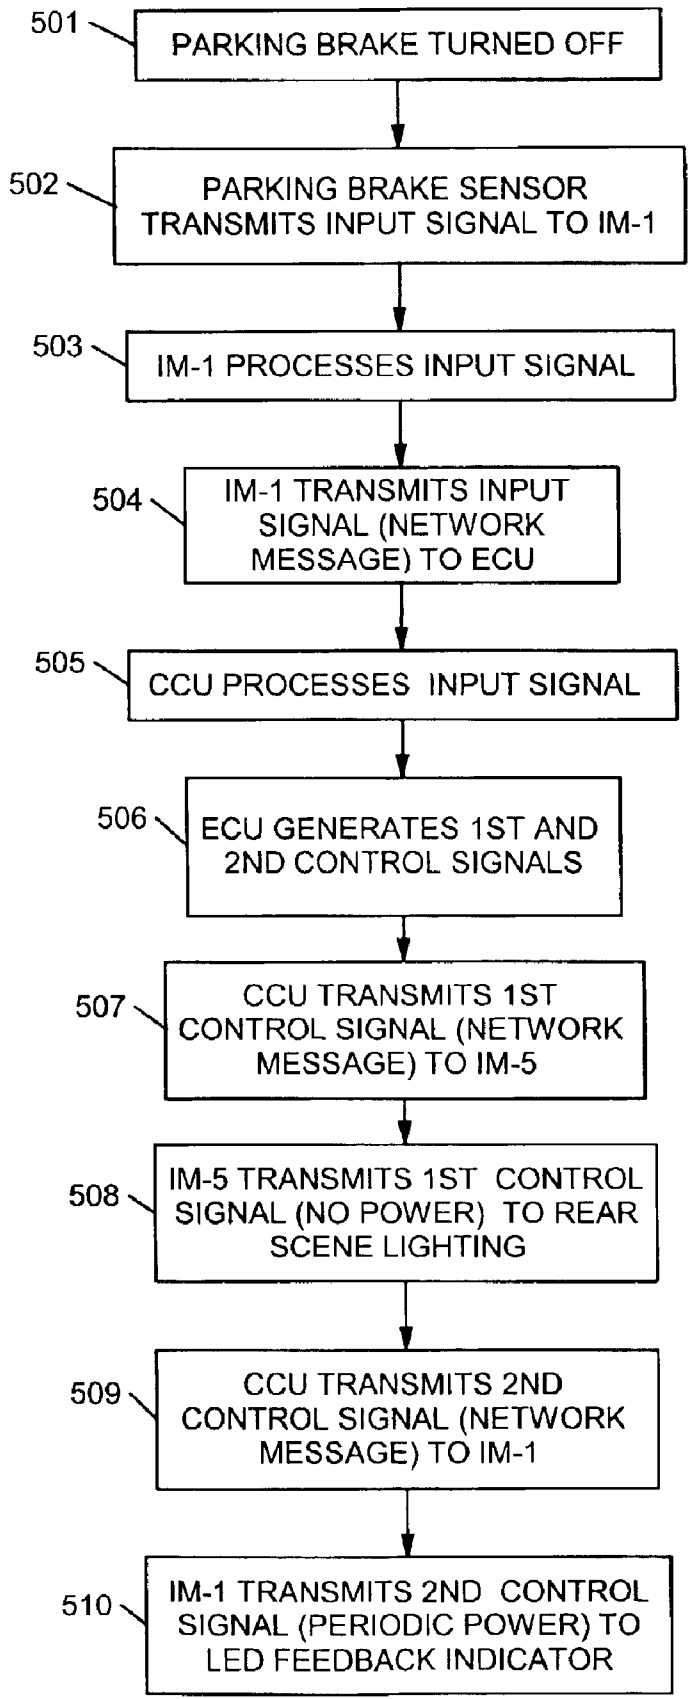 501
PARKING BRAKE TURNED OFF
502
PARKING BRAKE SENSOR
TRANSMITS INPUT SIGNAL TO IM-1
503
IM-1 PROCESSES INPUT SIGNAL
504
IM-1 TRANSMITS INPUT
SIGNAL (NETWORK
MESSAGE) TO ECU
505
CCU PROCESSES INPUT SIGNAL
506
ECU GENERATES 1ST AND
2ND CONTROL SIGNALS
507
CCU TRANSMITS 1ST
CONTROL SIGNAL (NETWORK
MESSAGE) TO IM-5
508
IM-5 TRANSMITS 1ST CONTROL
SIGNAL (NO POWER) TO REAR
SCENE LIGHTING
509
CCU TRANSMITS 2ND
CONTROL SIGNAL (NETWORK
MESSAGE) TO IM-1
510
IM-1 TRANSMITS 2ND CONTROL
SIGNAL (PERIODIC POWER) TO
LED FEEDBACK INDICATOR